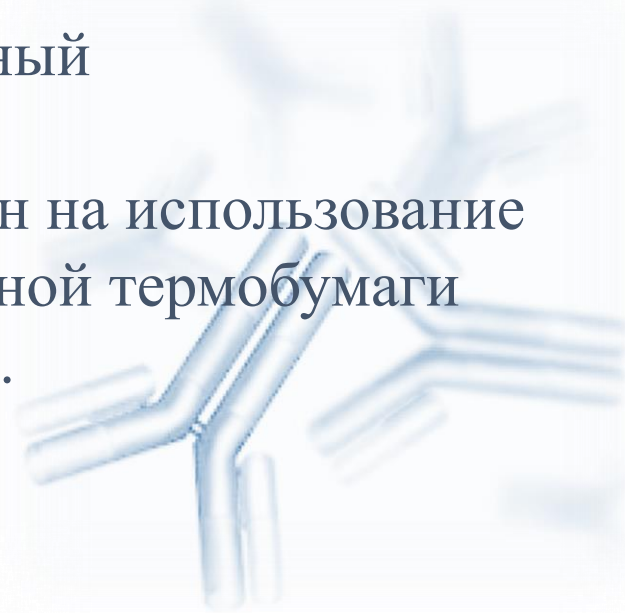 ный
н на использование
ной термобумаги
.